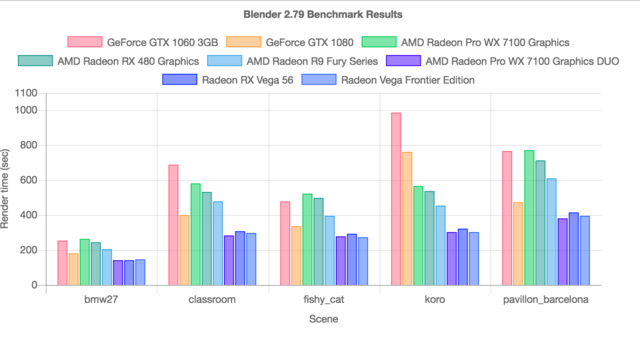 Blender 2.79 Benchmark Results
GeForce GTX 1060 3GB GeForce GTX 1080 AMD Radeon Pro WX 7100 Graphics
AMD Radeon RX 480 Graphics AMD Radeon R9 Fury Series AMD Radeon Pro WX 7100 Graphics DUO
Radeon RX Vega 56 Radeon Vega Frontier Edition
1100
1000
800
600
400
200
0
Render time (sec)
bmw27 classroom fishy_cat koro pavillon_barcelona
Scene